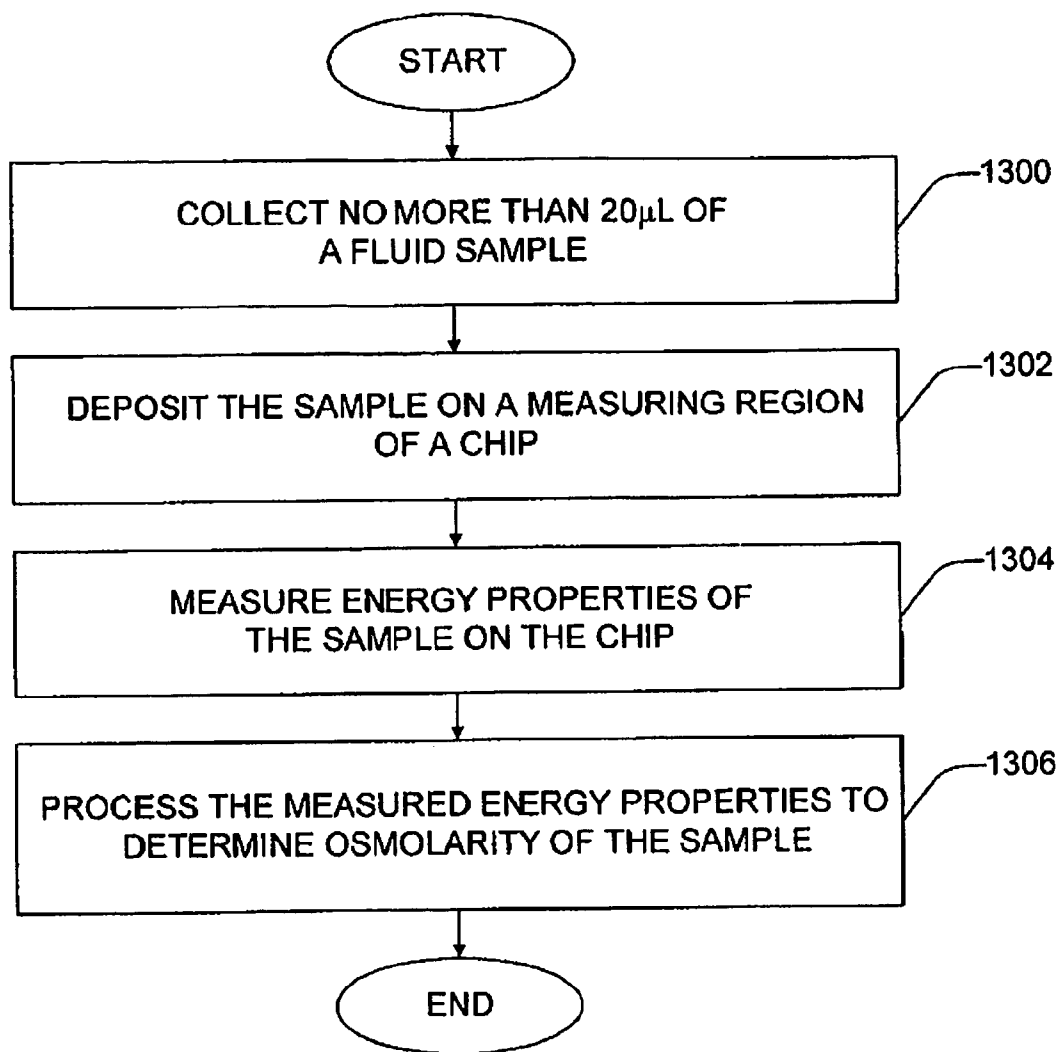 START
COLLECT NO MORE THAN 20μL OF
A FLUID SAMPLE
1300
DEPOSIT THE SAMPLE ON A MEASURING REGION
OF A CHIP
1302
MEASURE ENERGY PROPERTIES OF
THE SAMPLE ON THE CHIP
1304
PROCESS THE MEASURED ENERGY PROPERTIES TO
DETERMINE OSMOLARITY OF THE SAMPLE
1306
END